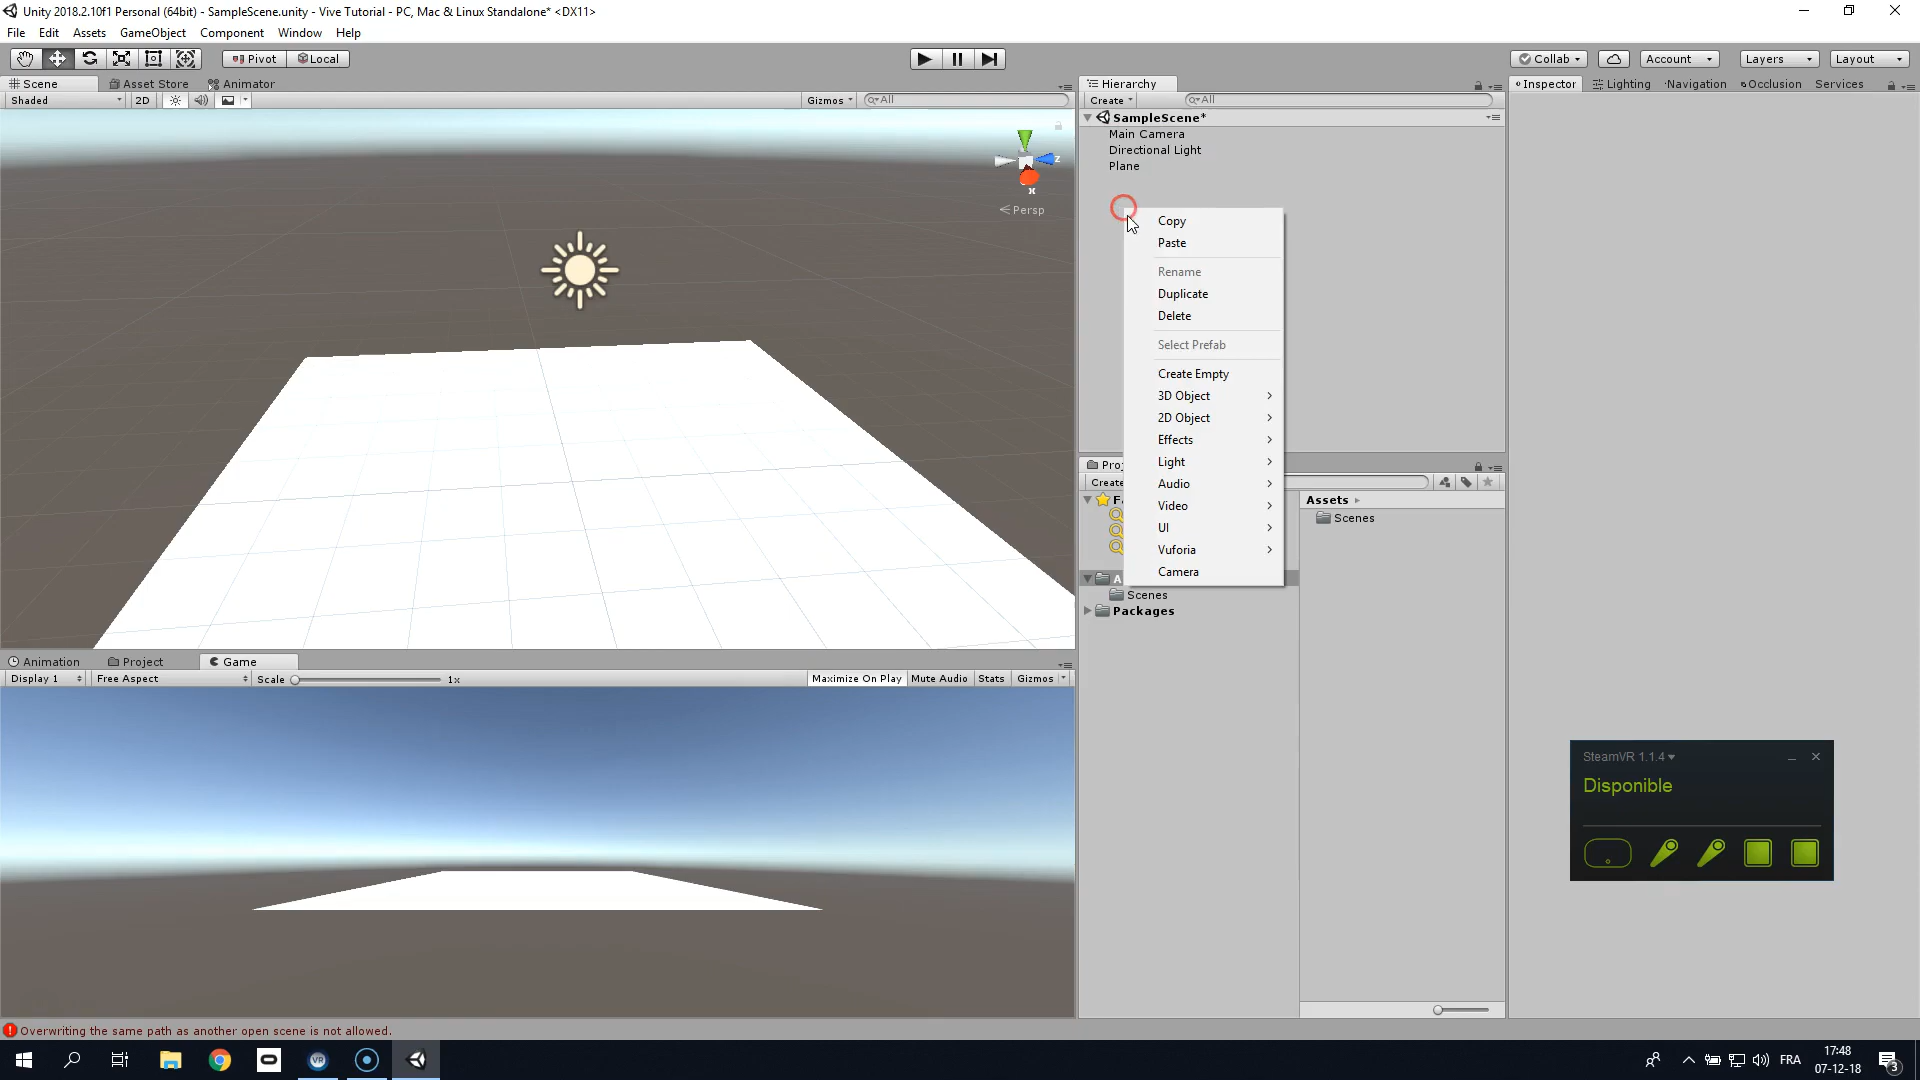 Unity 2018.2.10f1 Personal (64bit) - SampleScene.unity - Vive Tutorial - PC, Mac & Linux Standalone* <DX11>
File Edit Assets GameObject Component Window Help
Pivot Local Collab Account Layers Layout
Scene Asset Store Animator
Shaded 2D Gizmos All
Persp
x z
Hierarchy
Create All
SampleScene*
Main Camera
Directional Light
Plane
Copy
Paste
Rename
Duplicate
Delete
Select Prefab
Create Empty
3D Object
2D Object
Effects
Light
Audio
Video
UI
Vuforia
Camera
Proj
Create
F
A
Scenes
Packages
Assets
Scenes
Inspector Lighting Navigation Occlusion Services
SteamVR 1.1.4
Disponible
Animation Project Game
Display 1 Free Aspect Scale 1x Maximize On Play Mute Audio Stats Gizmos
Overwriting the same path as another open scene is not allowed.
VR
FRA
17:48
07-12-18
3